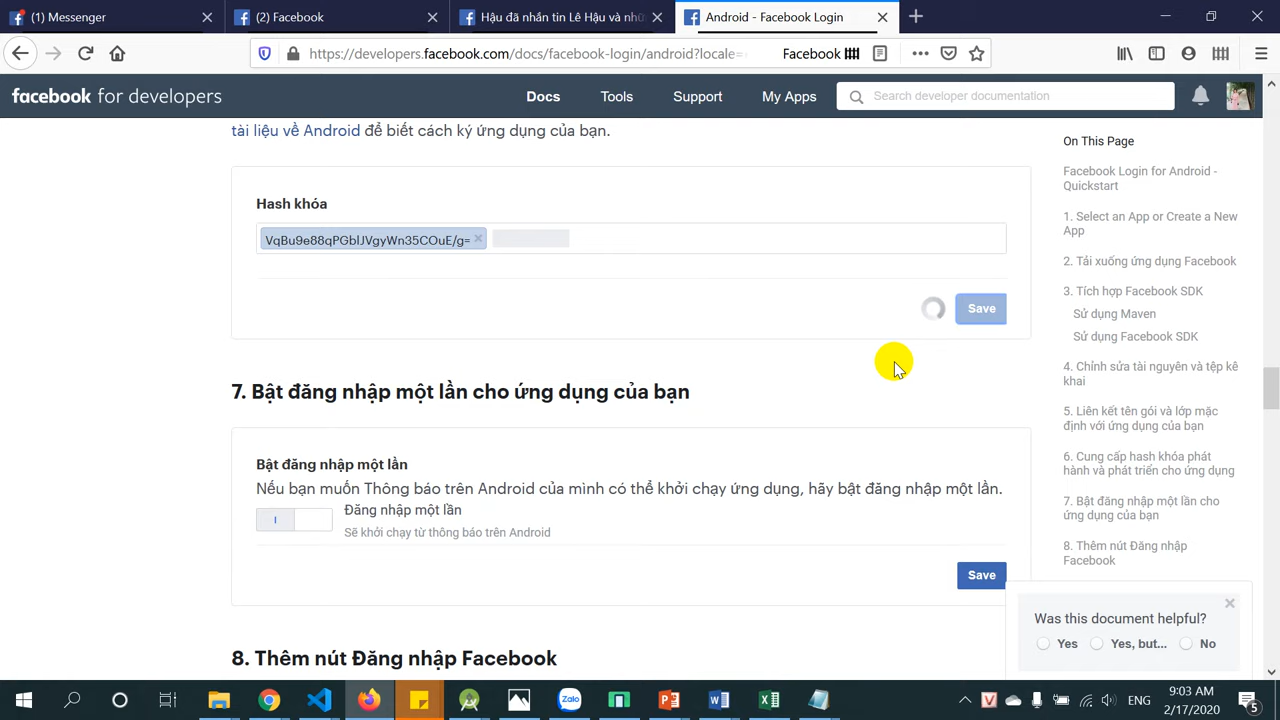 (1) Messenger
(2) Facebook
Hậu đã nhắn tin Lê Hậu và nhữ
Android - Facebook Login
https://developers.facebook.com/docs/facebook-login/android?locale=
Facebook
facebook for developers
Docs
Tools
Support
My Apps
Search developer documentation
tài liệu về Android để biết cách ký ứng dụng của bạn.
Hash khóa
VqBu9e88qPGblJVgyWn35COuE/g=
Save
7. Bật đăng nhập một lần cho ứng dụng của bạn
Bật đăng nhập một lần
Nếu bạn muốn Thông báo trên Android của mình có thể khởi chạy ứng dụng, hãy bật đăng nhập một lần.
Đăng nhập một lần
Sẽ khởi chạy từ thông báo trên Android
Save
8. Thêm nút Đăng nhập Facebook
On This Page
Facebook Login for Android -
Quickstart
1. Select an App or Create a New
App
2. Tải xuống ứng dụng Facebook
3. Tích hợp Facebook SDK
Sử dụng Maven
Sử dụng Facebook SDK
4. Chỉnh sửa tài nguyên và tệp kê
khai
5. Liên kết tên gói và lớp mặc
định với ứng dụng của bạn
6. Cung cấp hash khóa phát
hành và phát triển cho ứng dụng
7. Bật đăng nhập một lần cho
ứng dụng của bạn
8. Thêm nút Đăng nhập
Facebook
Was this document helpful?
Yes
Yes, but...
No
Zalo
ENG
9:03 AM
2/17/2020
5